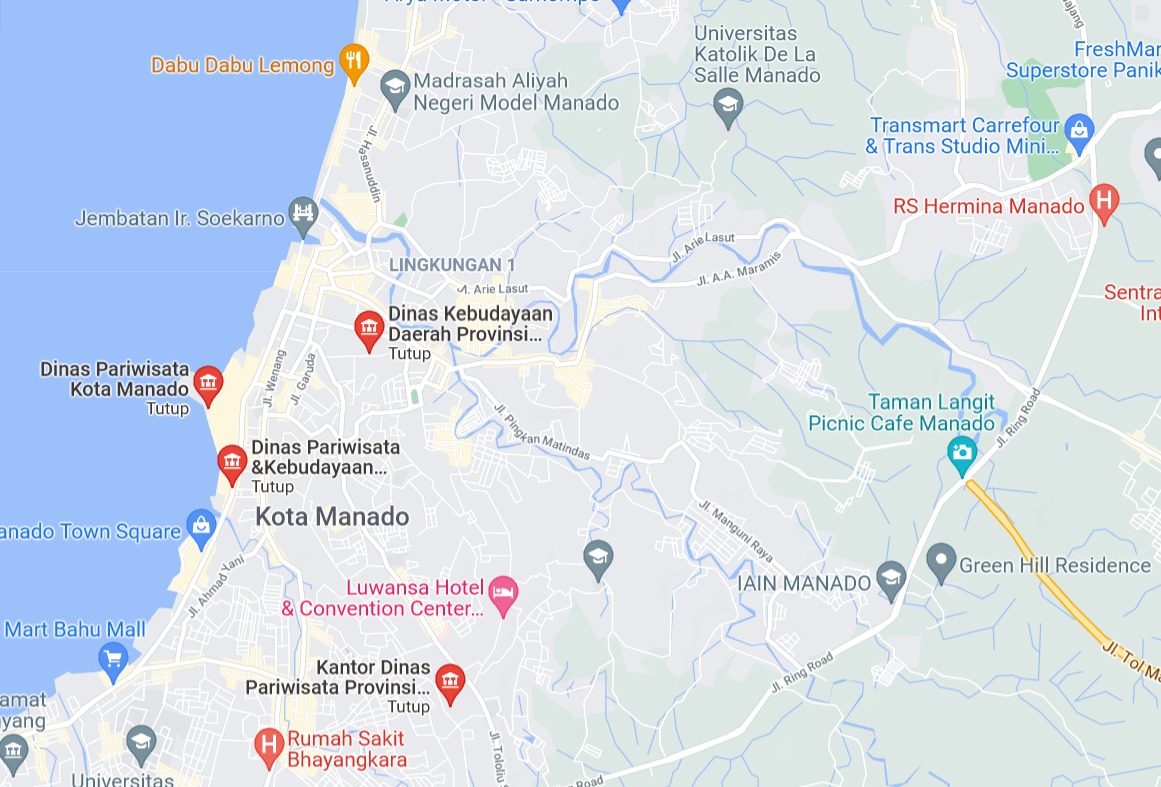 Universitas
Katolik De La
Salle Manado
FreshMar
Superstore Panik
Dabu Dabu Lemong
Madrasah Aliyah
Negeri Model Manado
Jl. Hasanuddin
Transmart Carrefour
& Trans Studio Mini...
RS Hermina Manado
Jembatan Ir. Soekarno
Jl. Arie Lasut
Jl. A.A. Maramis
LINGKUNGAN 1
Arie Lasut
Sentra
Int
Dinas Kebudayaan
Daerah Provinsi...
Tutup
Dinas Pariwisata
Kota Manado
Tutup
Jl. Wenang
Jl. Garuda
Taman Langit
Picnic Cafe Manado
Jl. Ring Road
Jl. Pingkan Matindas
Dinas Pariwisata
&Kebudayaan...
Tutup
Kota Manado
anado Town Square
Jl. Manguni Raya
Jl. Ahmad Yani
Luwansa Hotel
& Convention Center...
IAIN MANADO
Green Hill Residence
Mart Bahu Mall
Jl. Tol Ma
Kantor Dinas
Pariwisata Provinsi...
Tutup
Jl. Ring Road
amat
yang
Rumah Sakit
Bhayangkara
Jl. Tololiu
Universitas
Road